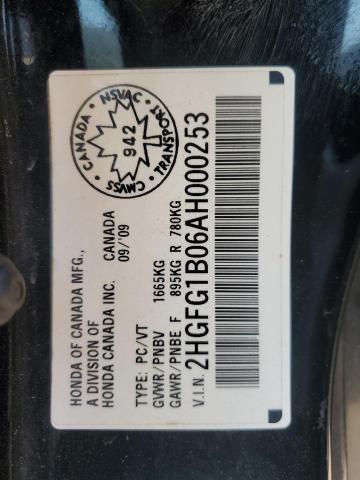 HONDA OF CANADA MFG.,
A DIVISION OF
HONDA CANADA INC. CANADA
09/'09
CANADA · NSVAC · TRANSPORT · CMVSS ·
942
TYPE: PC/VT
GVWR/PNBV 1665KG
GAWR/PNBE F 895KG R 780KG
V.I.N. 2HGFG1B06AH000253